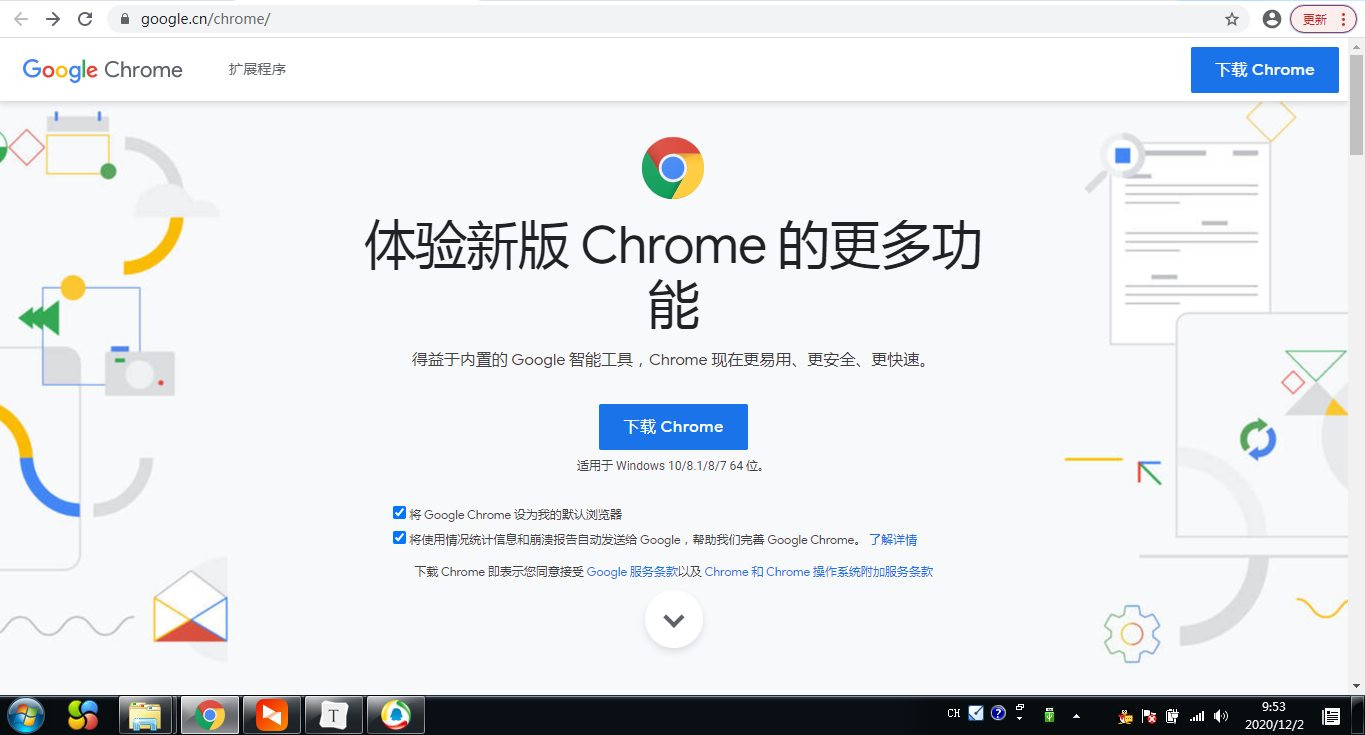 google.cn/chrome/
更新
Google Chrome
扩展程序
下载 Chrome
体验新版 Chrome 的更多功
能
得益于内置的 Google 智能工具，Chrome 现在更易用、更安全、更快速。
下载 Chrome
适用于 Windows 10/8.1/8/7 64 位。
将 Google Chrome 设为我的默认浏览器
将使用情况统计信息和崩溃报告自动发送给 Google，帮助我们完善 Google Chrome。 了解详情
下载 Chrome 即表示您同意接受 Google 服务条款以及 Chrome 和 Chrome 操作系统附加服务条款
T
CH
9:53
2020/12/2